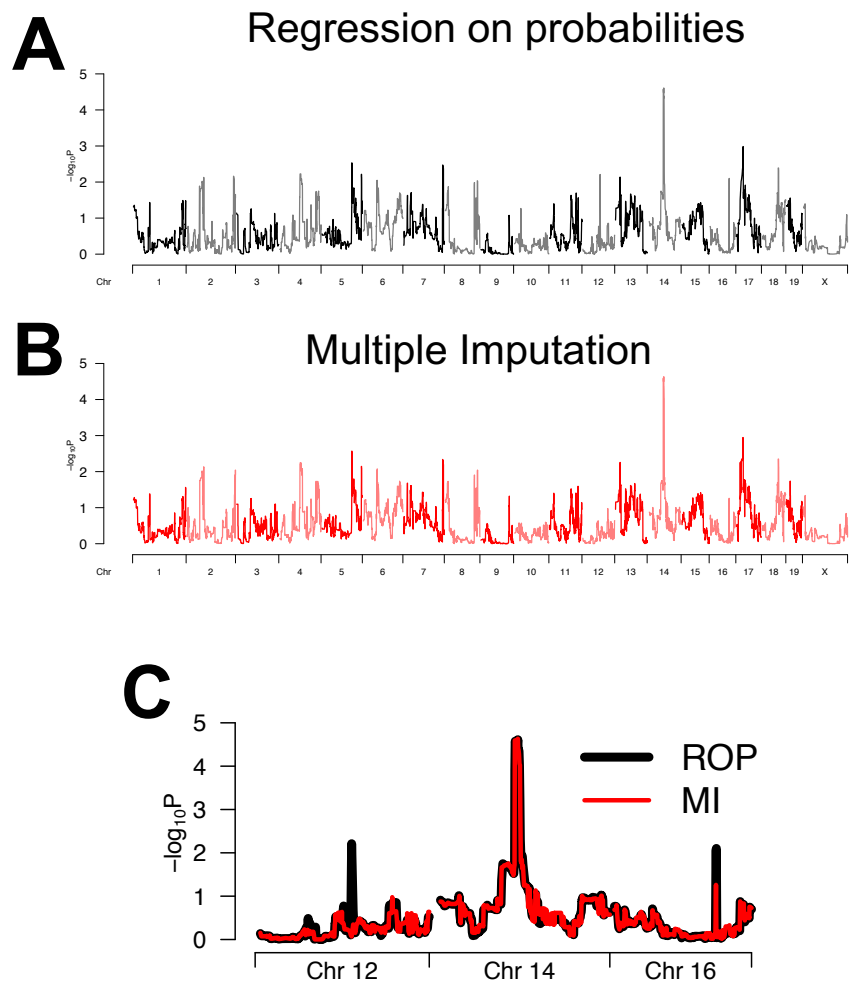 A
Regression on probabilities
5
4
3
2
1
0
−log₁₀P
Chr 1 2 3 4 5 6 7 8 9 10 11 12 13 14 15 16 17 18 19 X
B
Multiple Imputation
5
4
3
2
1
0
−log₁₀P
Chr 1 2 3 4 5 6 7 8 9 10 11 12 13 14 15 16 17 18 19 X
C
5
4
3
2
1
0
−log₁₀P
ROP
MI
Chr 12 Chr 14 Chr 16